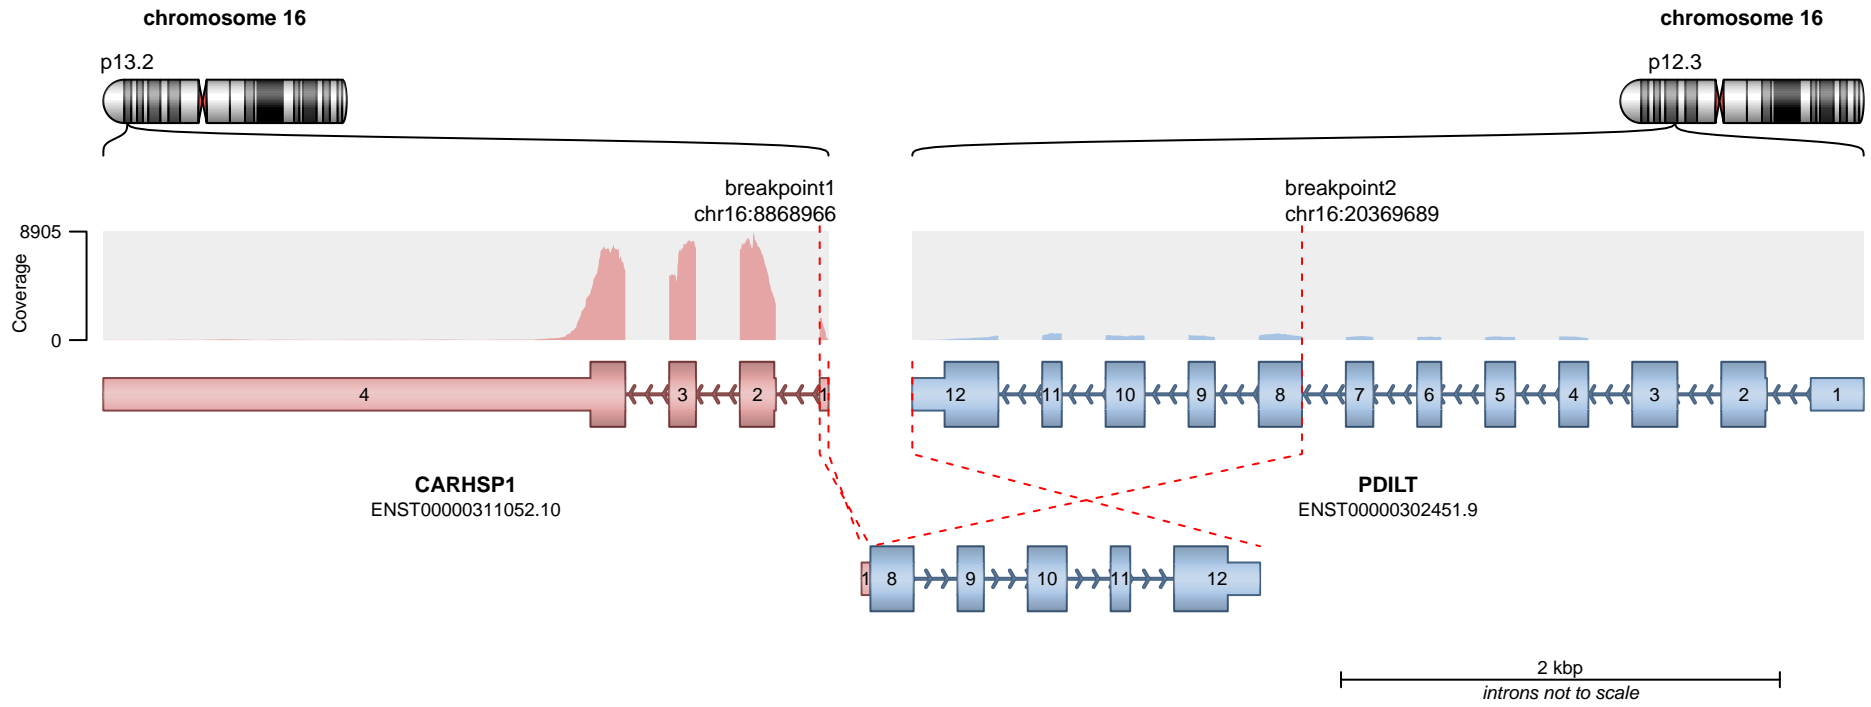 chromosome 16
chromosome 16
p13.2
p12.3
breakpoint1
chr16:8868966
breakpoint2
chr16:20369689
8905
0
Coverage
4
3
2
1
12
11
10
9
8
7
6
5
4
3
2
1
CARHSP1
ENST00000311052.10
PDILT
ENST00000302451.9
1
8
9
10
11
12
2 kbp
introns not to scale